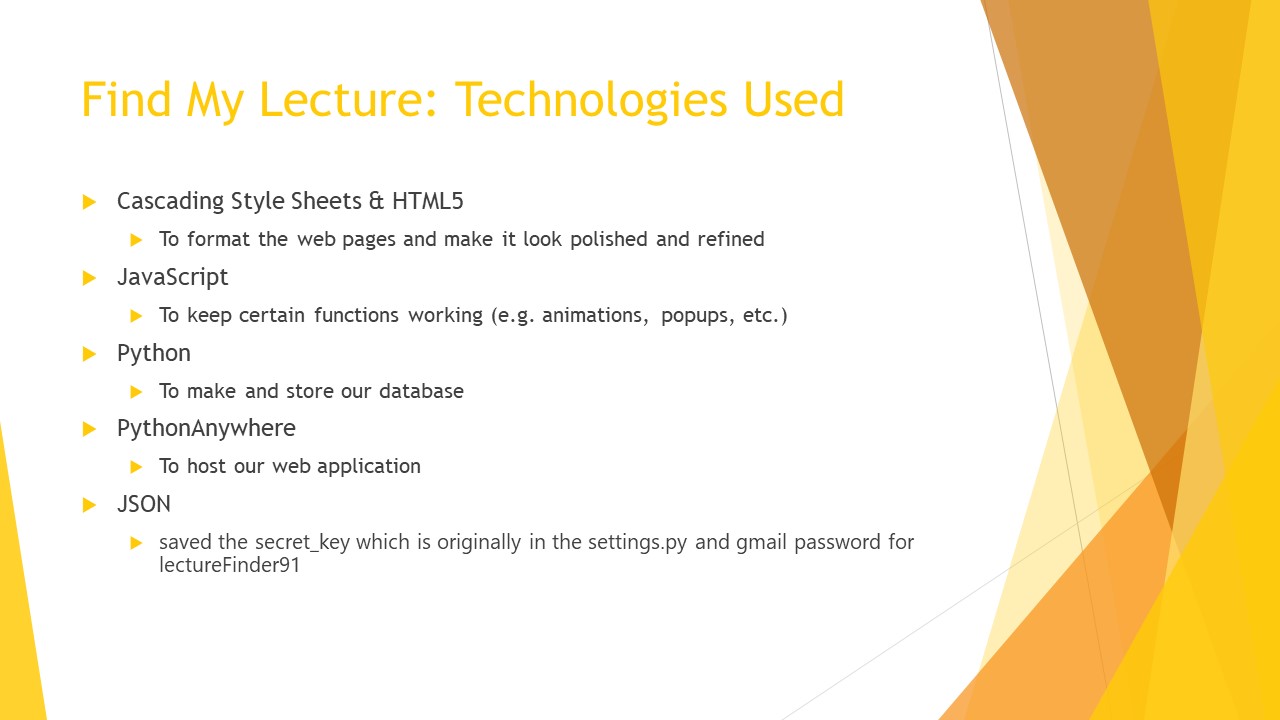 Find My Lecture: Technologies Used
Cascading Style Sheets & HTML5
To format the web pages and make it look polished and refined
JavaScript
To keep certain functions working (e.g. animations, popups, etc.)
Python
To make and store our database
PythonAnywhere
To host our web application
JSON
saved the secret_key which is originally in the settings.py and gmail password for
lectureFinder91